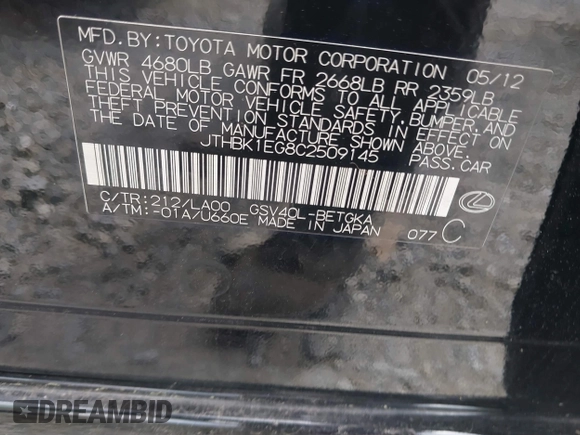 MFD.BY:TOYOTA MOTOR CORPORATION 05/12
GVWR 4680LB GAWR FR 2668LB RR 2359LB
THIS VEHICLE CONFORMS TO ALL APPLICABLE
FEDERAL MOTOR VEHICLE SAFETY,BUMPER,AND
THEFT PREVENTION STANDARDS IN EFFECT ON
THE DATE OF MANUFACTURE SHOWN ABOVE.
JTHBK1EG8C2509145 PASS.CAR
C/TR:212/LA00 GSV40L-BETGKA
A/TM:-01A/U660E MADE IN JAPAN 077 C
DREAMBID